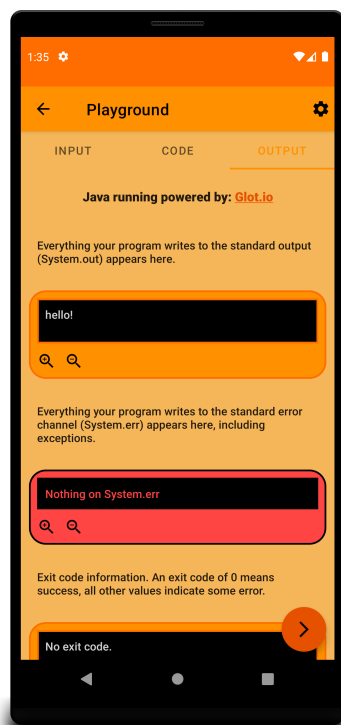 1:35
Playground
INPUT CODE OUTPUT
Java running powered by: Glot.io
Everything your program writes to the standard output
(System.out) appears here.
hello!
Everything your program writes to the standard error
channel (System.err) appears here, including
exceptions.
Nothing on System.err
Exit code information. An exit code of 0 means
success, all other values indicate some error.
No exit code.